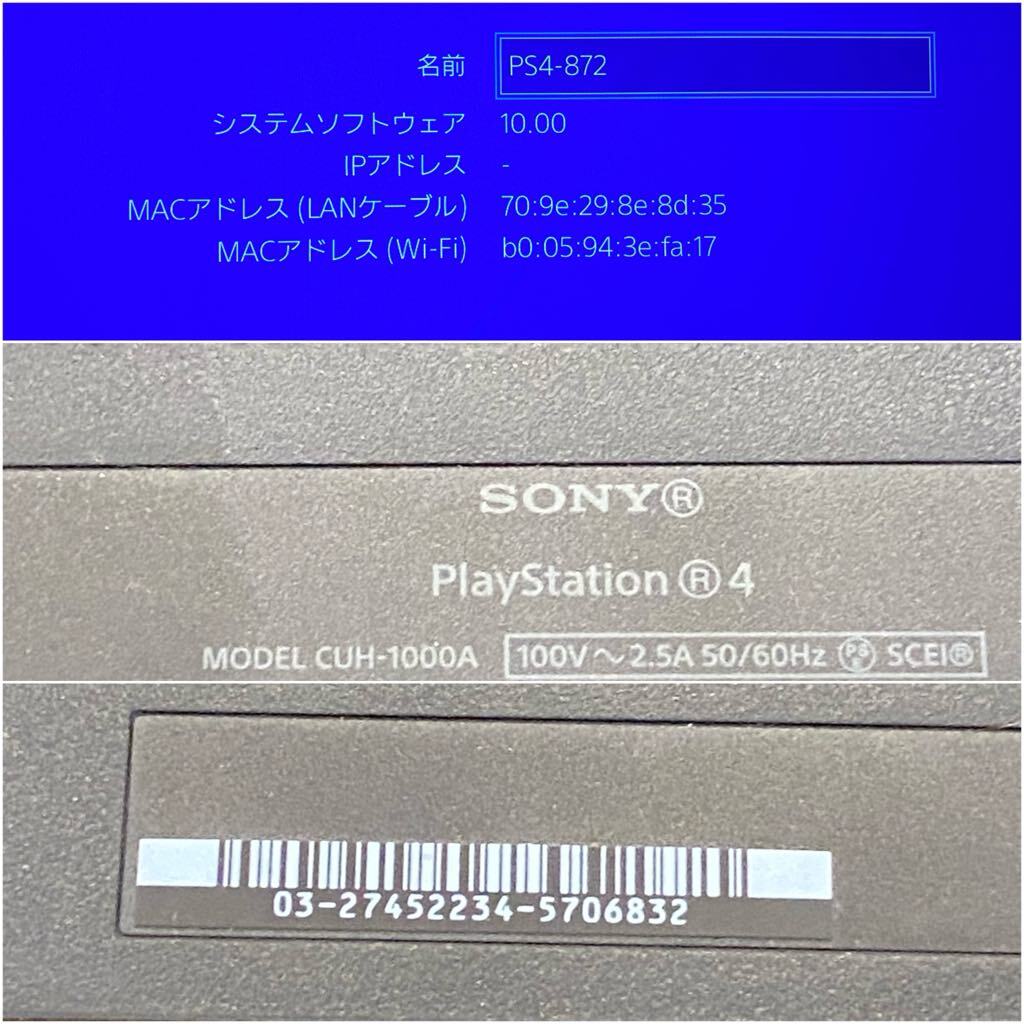 名前 PS4-872
システムソフトウェア 10.00
IPアドレス -
MACアドレス (LANケーブル) 70:9e:29:8e:8d:35
MACアドレス (Wi-Fi) b0:05:94:3e:fa:17
SONY®
PlayStation ® 4
MODEL CUH-1000A 100V～2.5A 50/60Hz PS E SCEI®
03-27452234-5706832